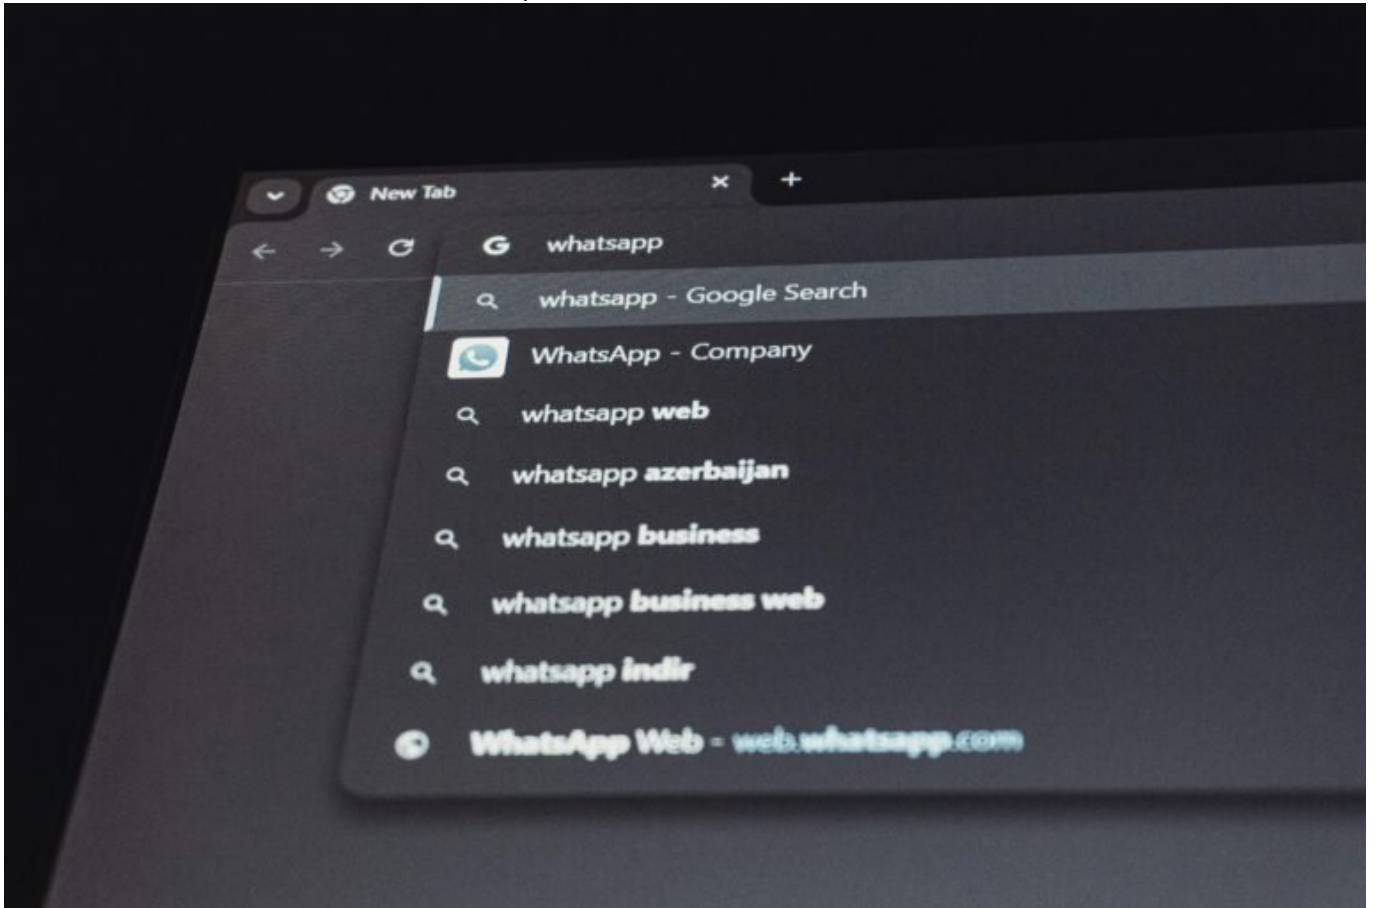 New Tab
whatsapp
whatsapp - Google Search
WhatsApp - Company
whatsapp web
whatsapp azerbaijan
whatsapp business
whatsapp business web
whatsapp indir
WhatsApp Web - web.whatsapp.com